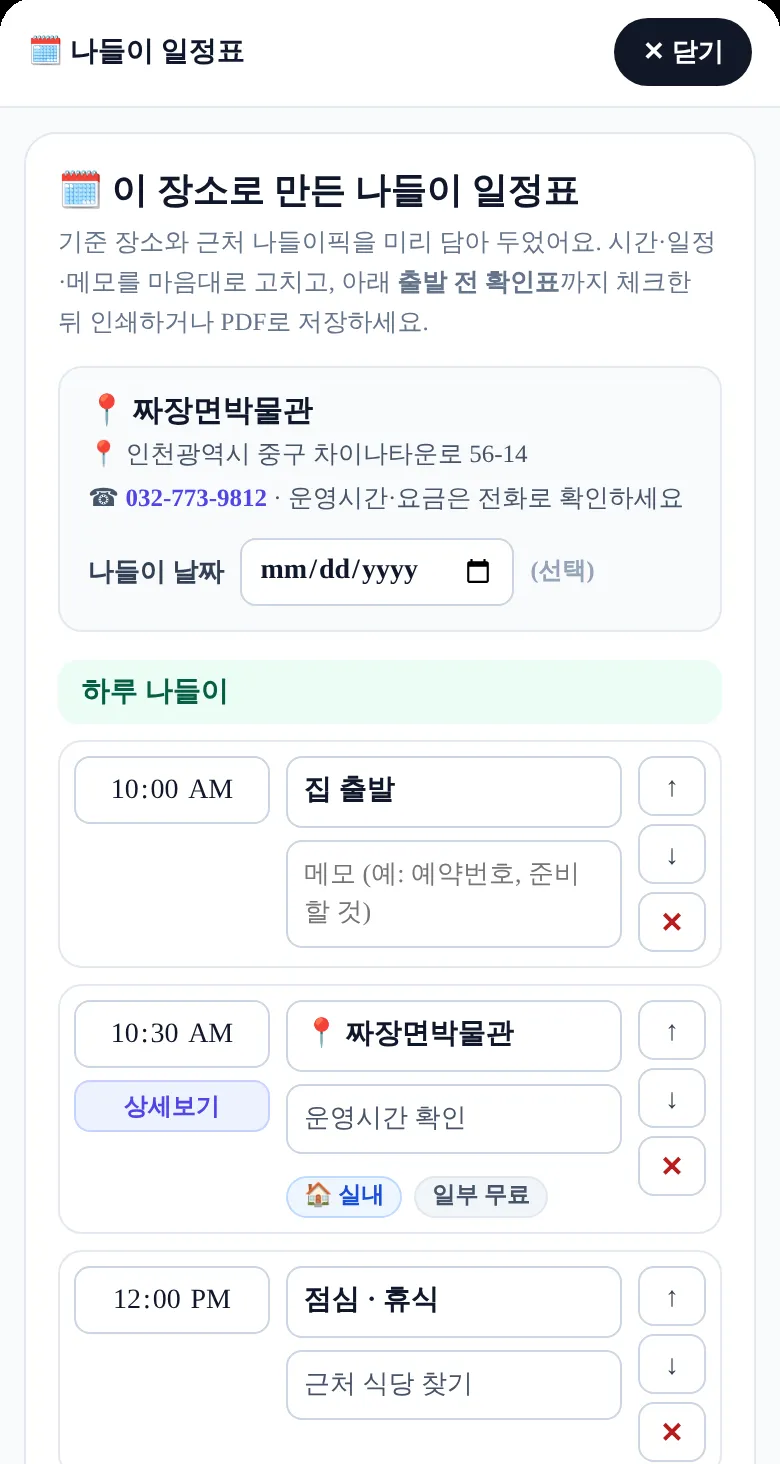 🗓️ 나들이 일정표
✕ 닫기
🗓️ 이 장소로 만든 나들이 일정표
기준 장소와 근처 나들이픽을 미리 담아 두었어요. 시간·일정
·메모를 마음대로 고치고, 아래 출발 전 확인표까지 체크한
뒤 인쇄하거나 PDF로 저장하세요.
📍 짜장면박물관
📍 인천광역시 중구 차이나타운로 56-14
☎ 032-773-9812 · 운영시간·요금은 전화로 확인하세요
나들이 날짜 mm/dd/yyyy (선택)
하루 나들이
10:00 AM 집 출발 ↑
메모 (예: 예약번호, 준비
할 것)
↓
✕
10:30 AM 📍 짜장면박물관 ↑
상세보기 운영시간 확인 ↓
✕
🏠 실내 일부 무료
12:00 PM 점심 · 휴식 ↑
근처 식당 찾기 ↓
✕